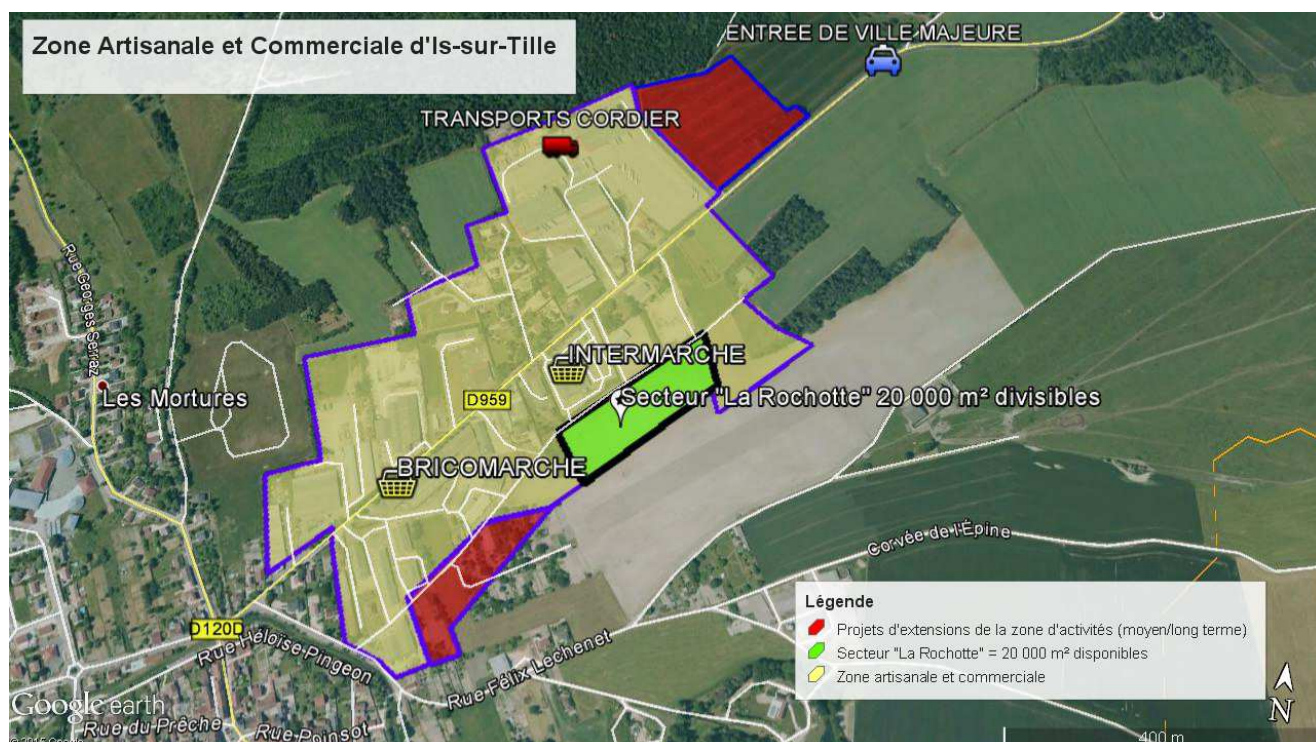 Zone Artisanale et Commerciale d'Is-sur-Tille
ENTREE DE VILLE MAJEURE
TRANSPORTS CORDIER
Rue Georges Serraz
INTERMARCHE
Les Mortures
D959
Secteur "La Rochotte" 20 000 m² divisibles
BRICOMARCHE
Corvée de l'Épine
D120D
Rue Héloïse Pingeon
Rue Félix Lechenet
Légende
Projets d'extensions de la zone d'activités (moyen/long terme)
Secteur "La Rochotte" = 20 000 m² disponibles
Zone artisanale et commerciale
Google earth
Rue du Prêche
Rue Poinsot
N
400 m